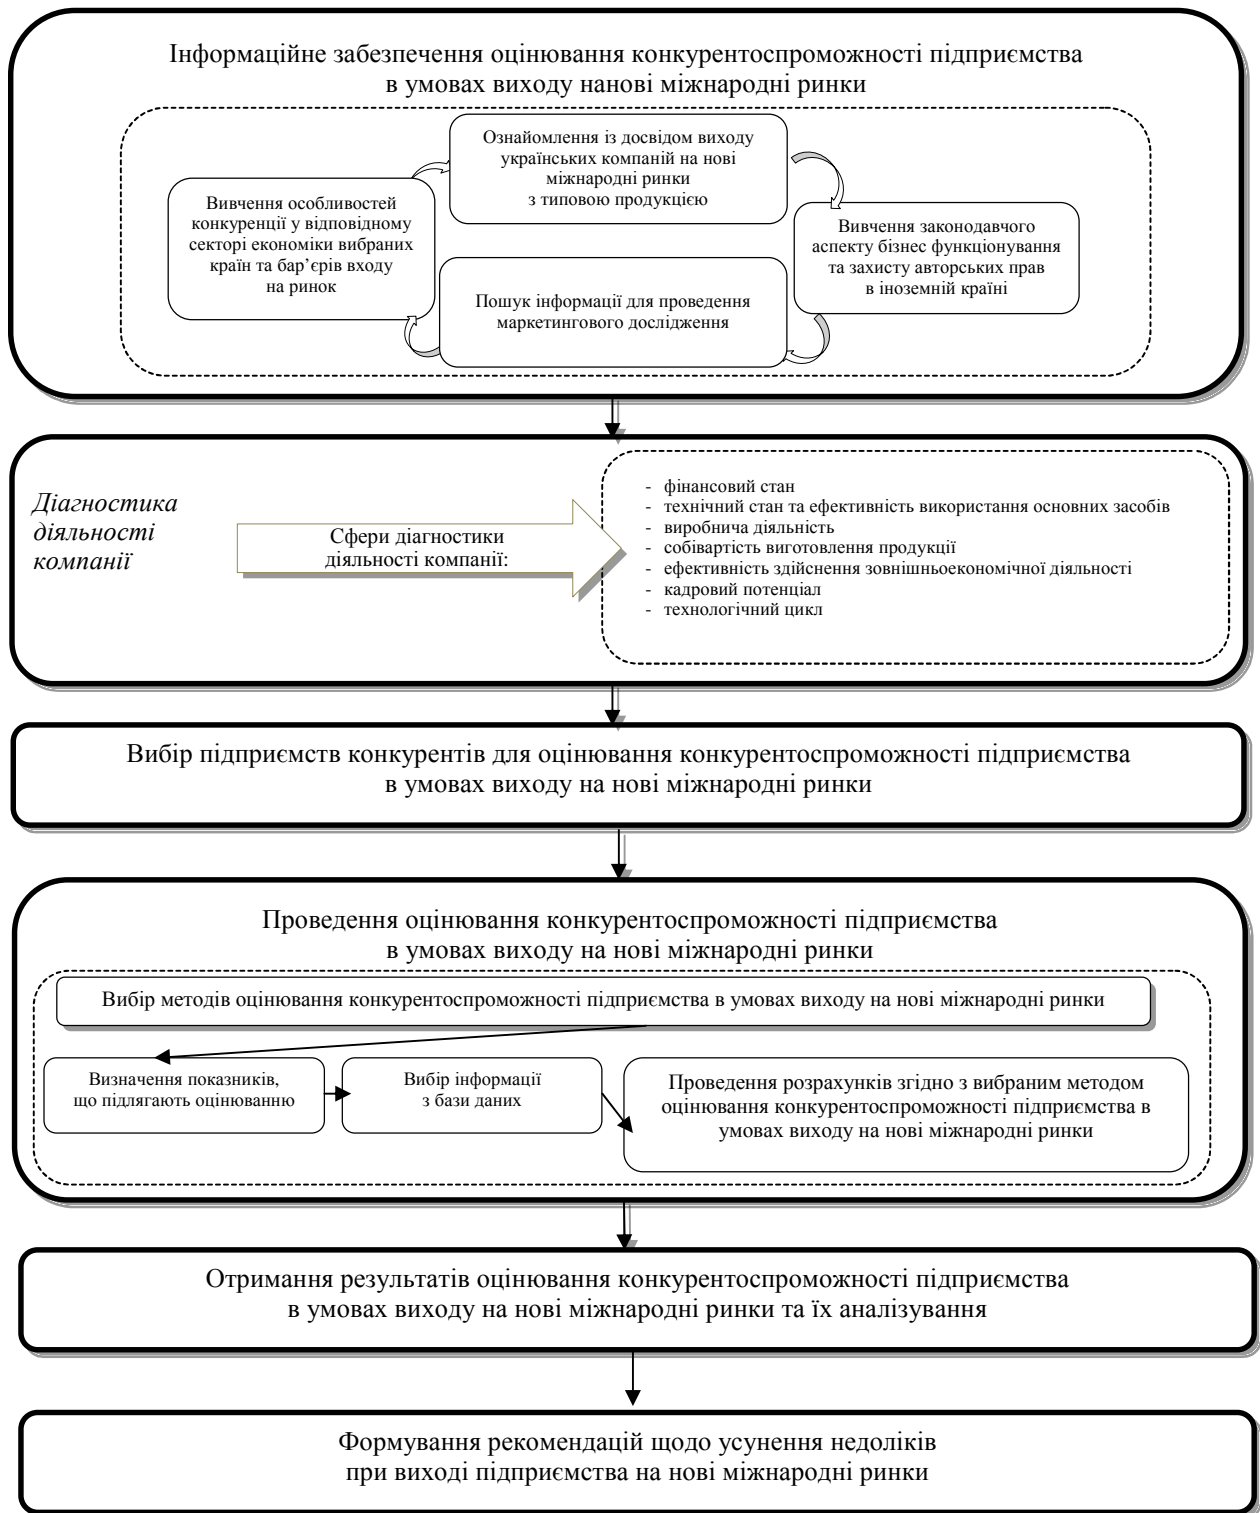 Інформаційне забезпечення оцінювання конкурентоспроможності підприємства
в умовах виходу нанові міжнародні ринки
Ознайомлення із досвідом виходу
українських компаній на нові
міжнародні ринки
з типовою продукцією
Вивчення особливостей
конкуренції у відповідному
секторі економіки вибраних
країн та бар’єрів входу
на ринок
Вивчення законодавчого
аспекту бізнес функціонування
та захисту авторських прав
в іноземній країні
Пошук інформації для проведення
маркетингового дослідження
Діагностика
діяльності
компанії
Сфери діагностики
діяльності компанії:
- фінансовий стан
- технічний стан та ефективність використання основних засобів
- виробнича діяльність
- собівартість виготовлення продукції
- ефективність здійснення зовнішньоекономічної діяльності
- кадровий потенціал
- технологічний цикл
Вибір підприємств конкурентів для оцінювання конкурентоспроможності підприємства
в умовах виходу на нові міжнародні ринки
Проведення оцінювання конкурентоспроможності підприємства
в умовах виходу на нові міжнародні ринки
Вибір методів оцінювання конкурентоспроможності підприємства в умовах виходу на нові міжнародні ринки
Визначення показників,
що підлягають оцінюванню
Вибір інформації
з бази даних
Проведення розрахунків згідно з вибраним методом
оцінювання конкурентоспроможності підприємства в
умовах виходу на нові міжнародні ринки
Отримання результатів оцінювання конкурентоспроможності підприємства
в умовах виходу на нові міжнародні ринки та їх аналізування
Формування рекомендацій щодо усунення недоліків
при виході підприємства на нові міжнародні ринки